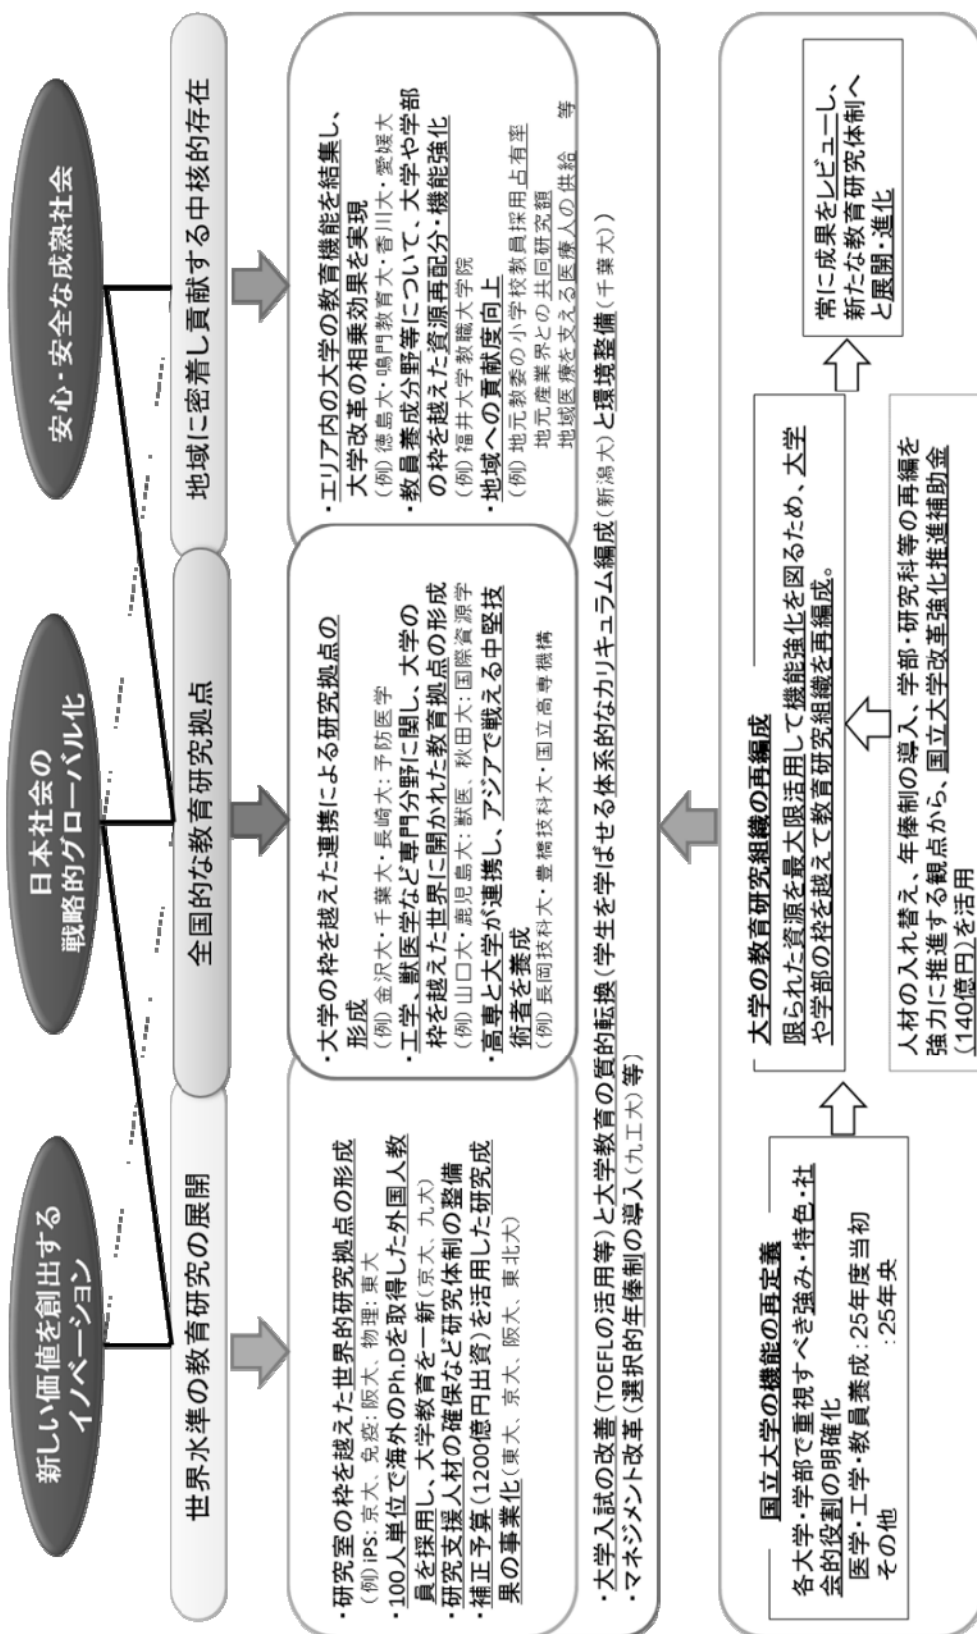 新しい価値を創出する
イノベーション
日本社会の
戦略的グローバル化
安心・安全な成熟社会
世界水準の教育研究の展開
全国的な教育研究拠点
地域に密着し貢献する中核的存在
・研究室の枠を越えた世界的研究拠点の形成
(例) iPS: 京大、免疫: 阪大、物理: 東大
・100人単位で海外のPh.Dを取得した外国人教
員を採用し、大学教育を一新(京大、九大)
・研究支援人材の確保など研究体制の整備
・補正予算(1200億円出資)を活用した研究成
果の事業化(東大、京大、阪大、東北大)
・大学の枠を越えた連携による研究拠点の
形成
(例) 金沢大・千葉大・長崎大: 予防医学
・工学、獣医学など専門分野に関し、大学の
枠を越えた世界に開かれた教育拠点の形成
(例) 山口大・鹿児島大: 獣医、秋田大: 国際資源学
・高専と大学が連携し、アジアで戦える中堅技
術者を養成
(例) 長岡技科大・豊橋技科大・国立高専機構
・エリア内の大学の教育機能を結集し、
大学改革の相乗効果を実現
(例) 徳島大・鳴門教育大・香川大・愛媛大
・教員養成分野等について、大学や学部
の枠を越えた資源再配分・機能強化
(例) 福井大学教職大学院
・地域への貢献度向上
(例) 地元教委の小学校教員採用占有率
地元産業界との共同研究額
地域医療を支える医療人の供給 等
・大学入試の改善(TOEFLの活用等)と大学教育の質的転換(学生を学ばせる体系的なカリキュラム編成(新潟大)と環境整備(千葉大))
・マネジメント改革(選択的年俸制の導入(九工大)等
国立大学の機能の再定義
各大学・学部で重視すべき強み・特色・社
会的役割の明確化
医学・工学・教員養成:25年度当初
その他 :25年央
大学の教育研究組織の再編成
限られた資源を最大限活用して機能強化を図るため、大学
や学部の枠を越えて教育研究組織を再編成。
人材の入れ替え、年俸制の導入、学部・研究科等の再編を
強力に推進する観点から、国立大学改革強化推進補助金
(140億円)を活用
常に成果をレビューし、
新たな教育研究体制へ
と展開・進化